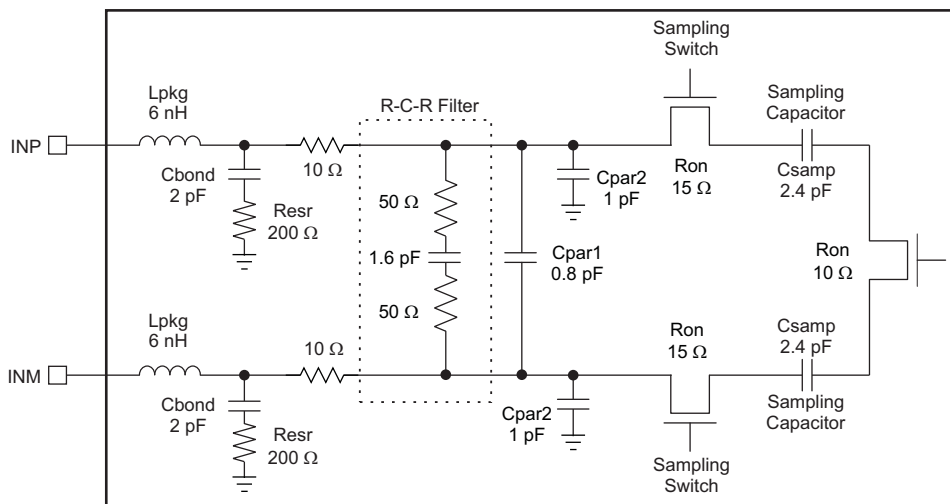 Sampling
Switch
Lpkg
6 nH
R-C-R Filter
Sampling
Capacitor
INP
10 Ω
Cbond
2 pF
Resr
200 Ω
50 Ω
1.6 pF
50 Ω
Cpar1
0.8 pF
Cpar2
1 pF
Ron
15 Ω
Csamp
2.4 pF
Ron
10 Ω
Lpkg
6 nH
10 Ω
Ron
15 Ω
Csamp
2.4 pF
INM
Cbond
2 pF
Resr
200 Ω
Cpar2
1 pF
Sampling
Capacitor
Sampling
Switch